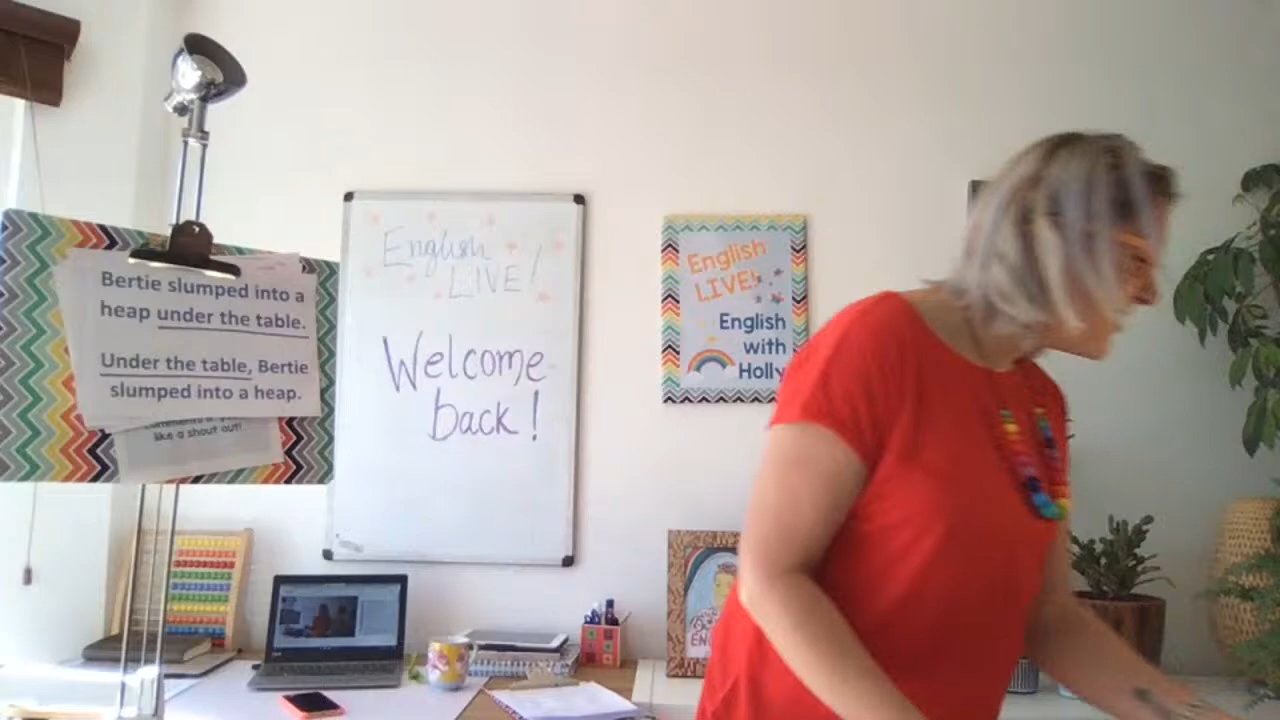 Bertie slumped into a
heap under the table.
Under the table, Bertie
slumped into a heap.
like a shout out!
English
LIVE!
Welcome
back!
English
LIVE!
English
with
Holly
EN